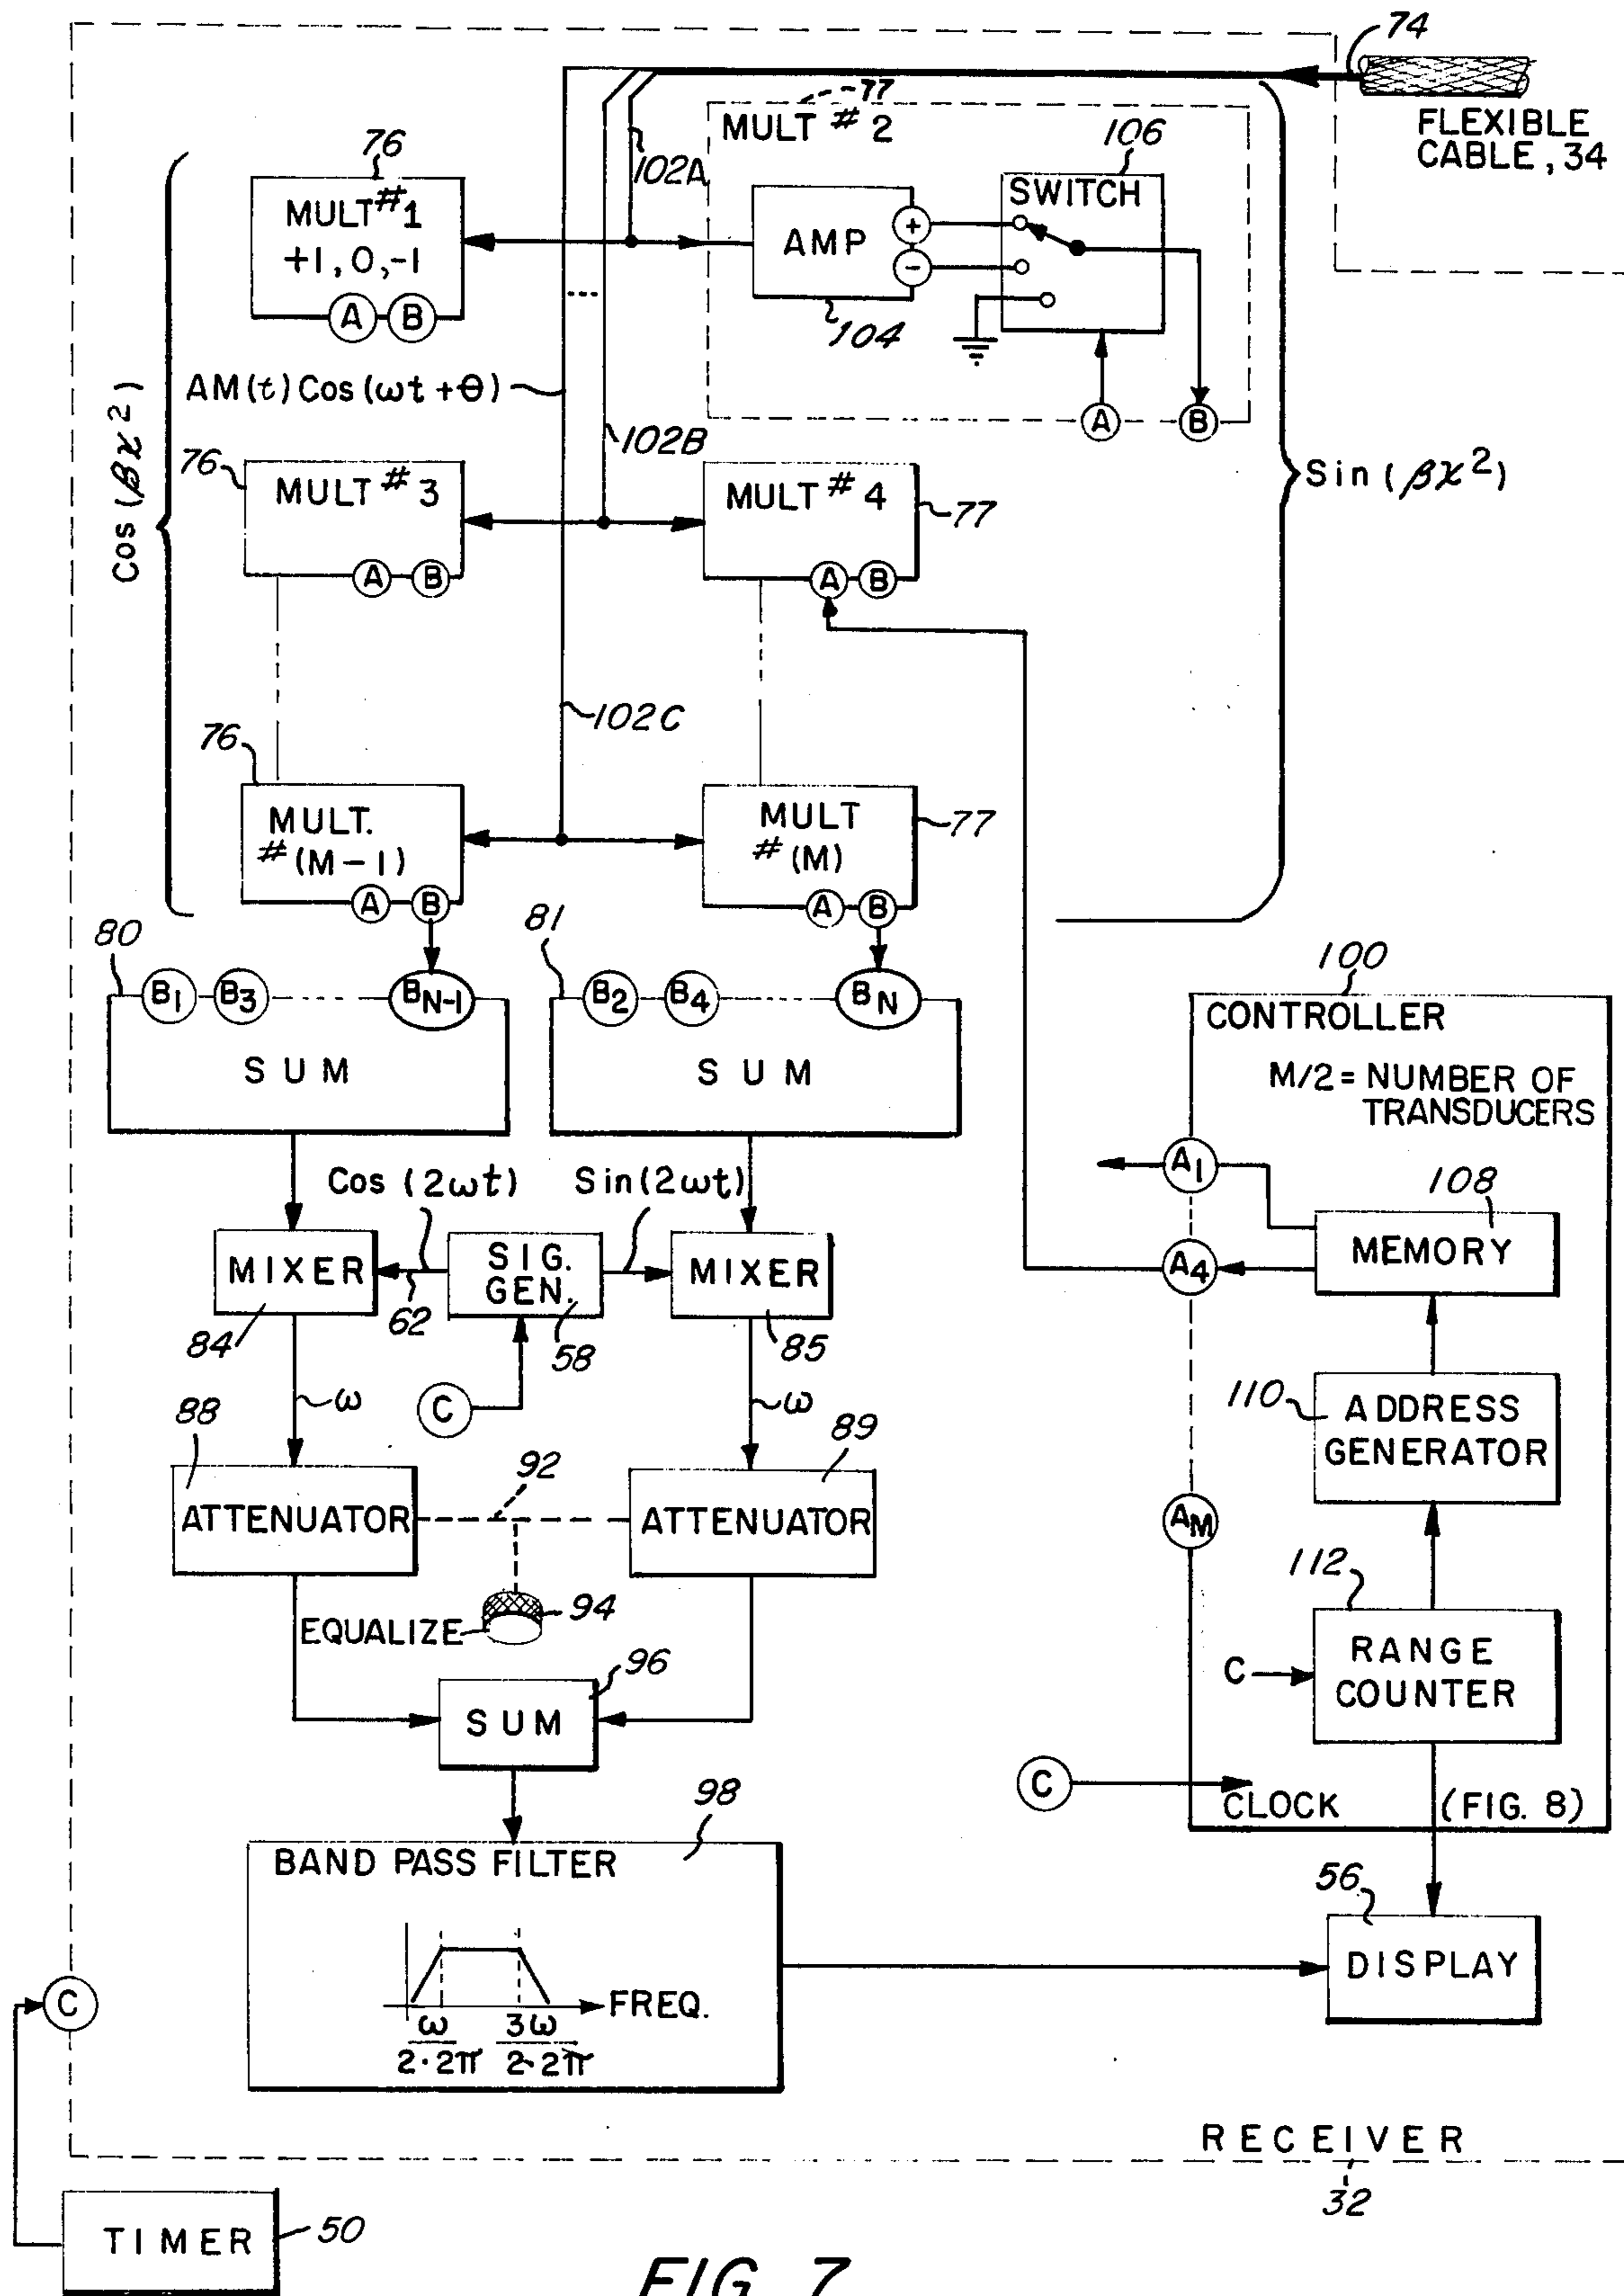 74
FLEXIBLE
CABLE, 34
77
MULT # 2
106
SWITCH
76
MULT #1
+1, 0, -1
A B
102A
AMP
+
-
104
A B
AM(t) Cos(ωt + θ)
Cos (βx²)
102B
Sin (βx²)
76
MULT # 3
A B
MULT # 4
77
A B
102C
76
MULT.
# (M-1)
A B
MULT
# (M)
77
A B
80
B1 B3 BN-1
SUM
81
B2 B4 BN
SUM
100
CONTROLLER
M/2 = NUMBER OF
TRANSDUCERS
A1
108
MEMORY
A4
Cos (2ωt)
Sin (2ωt)
MIXER
84
62
SIG.
GEN.
58
MIXER
85
C
ω
ω
110
ADDRESS
GENERATOR
88
ATTENUATOR
92
89
ATTENUATOR
AM
EQUALIZE
94
112
C
RANGE
COUNTER
96
SUM
C
CLOCK
(FIG. 8)
98
BAND PASS FILTER
FREQ.
ω
2·2π
3ω
2·2π
56
DISPLAY
C
RECEIVER
32
TIMER
50
FIG. 7